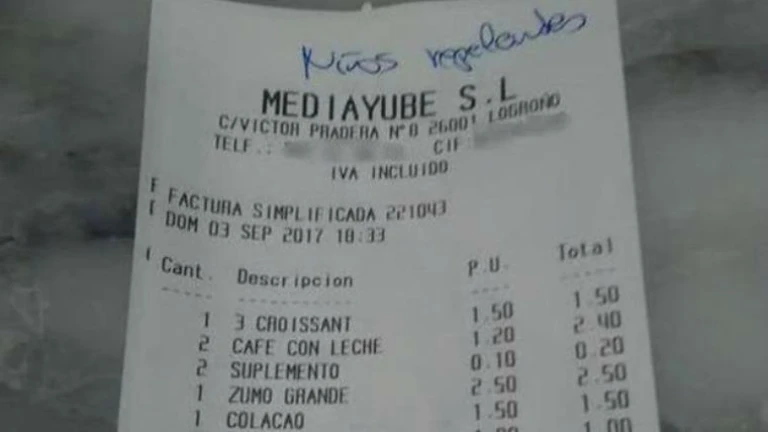 Niños repelentes
MEDIAYUBE S.L
C/VICTOR PRADERA Nº8 26001 LOGROÑO
TELF.: CIF
IVA INCLUIDO
FACTURA SIMPLIFICADA 221043
DOM 03 SEP 2017 10:33
Cant. Descripcion P.U. Total
1 3 CROISSANT 1.50 1.50
2 CAFE CON LECHE 1.20 2.40
2 SUPLEMENTO 0.10 0.20
1 ZUMO GRANDE 2.50 2.50
1 COLACAO 1.50 1.50
1.00